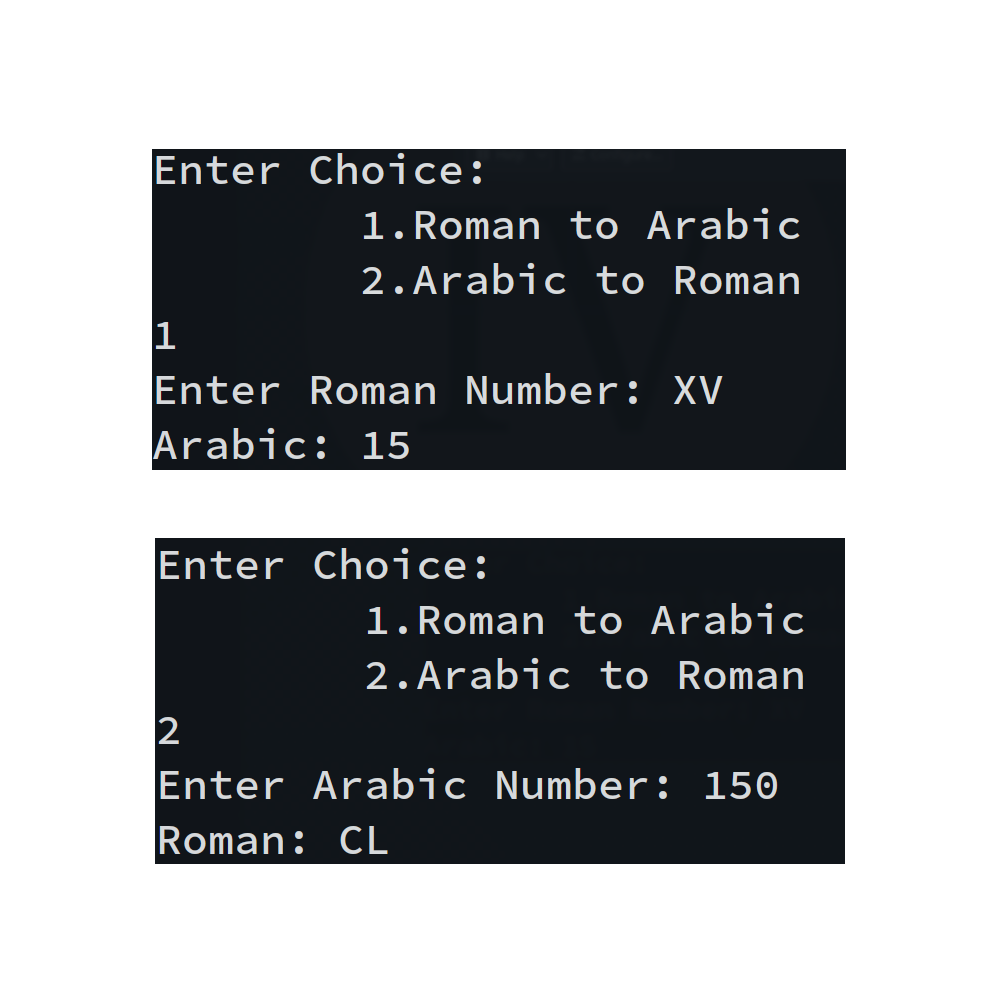 Enter Choice:
1.Roman to Arabic
2.Arabic to Roman
1
Enter Roman Number: XV
Arabic: 15
Enter Choice:
1.Roman to Arabic
2.Arabic to Roman
2
Enter Arabic Number: 150
Roman: CL